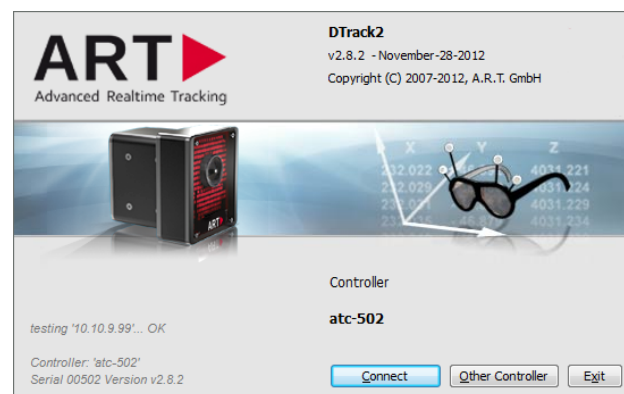 ART
Advanced Realtime Tracking
DTrack2
v2.8.2 - November-28-2012
Copyright (C) 2007-2012, A.R.T. GmbH
X Y Z
232.022 4031.221
4031.229
4031.234
ART
Controller
atc-502
testing '10.10.9.99'... OK
Controller: 'atc-502'
Serial 00502 Version v2.8.2
Connect
Other Controller
Exit